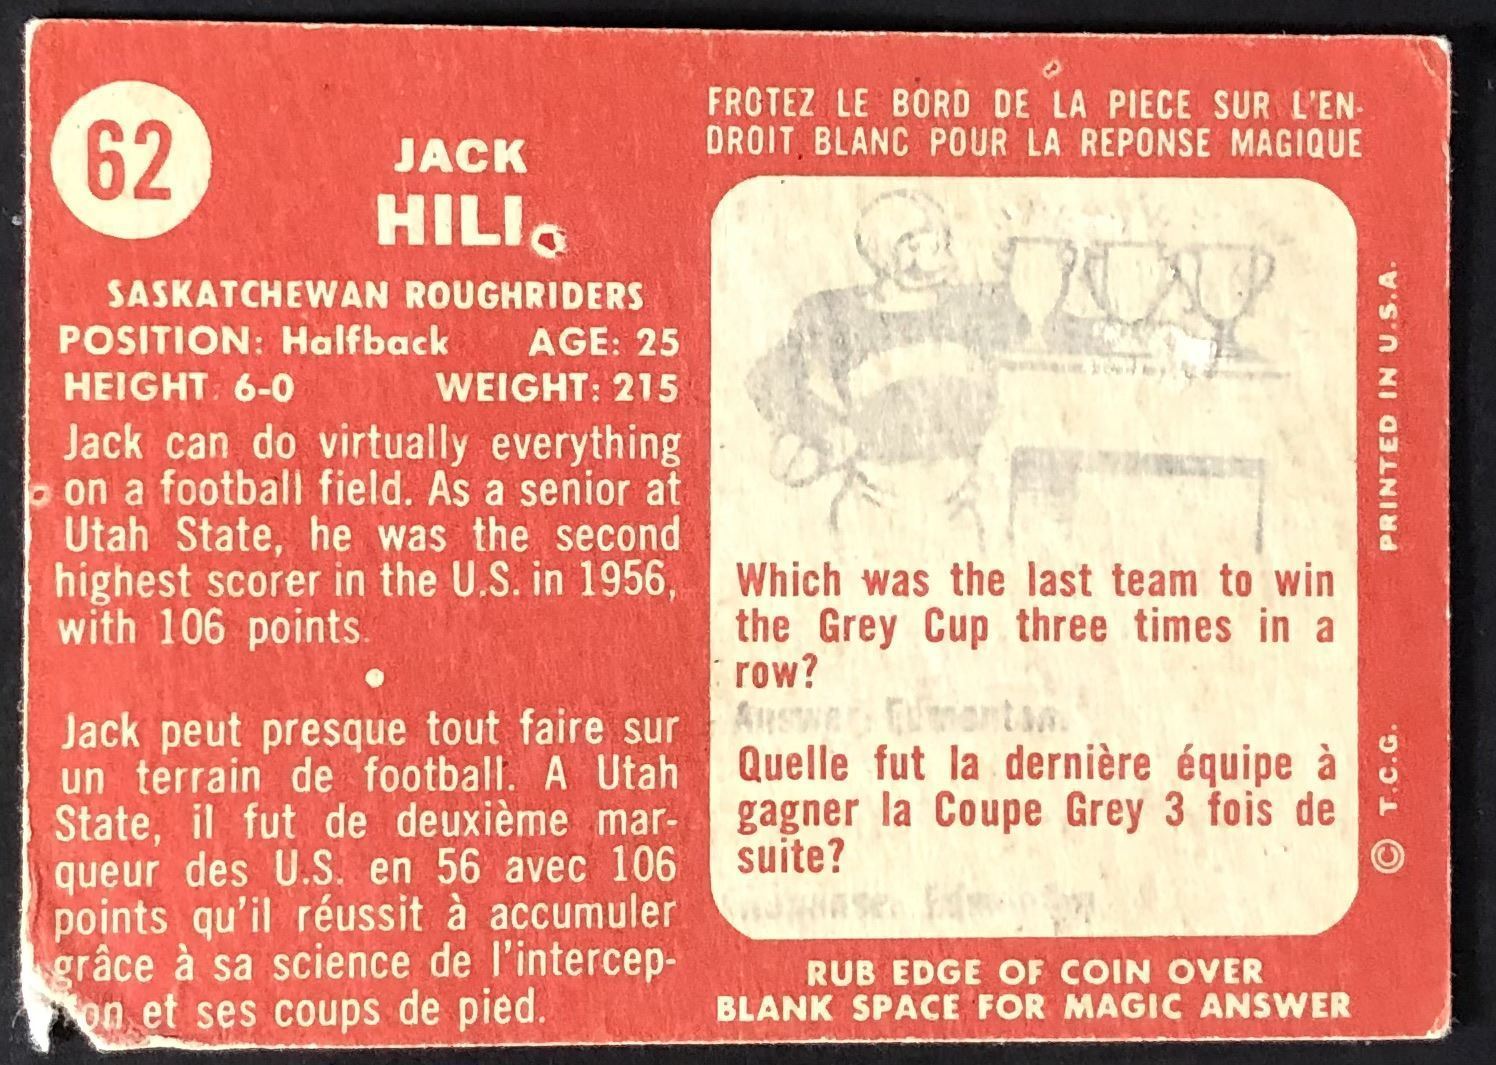 62
JACK
HILL
SASKATCHEWAN ROUGHRIDERS
POSITION: Halfback AGE: 25
HEIGHT: 6-0 WEIGHT: 215
Jack can do virtually everything
on a football field. As a senior at
Utah State, he was the second
highest scorer in the U.S. in 1956,
with 106 points.
Jack peut presque tout faire sur
un terrain de football. A Utah
State, il fut de deuxième mar-
queur des U.S. en 56 avec 106
points qu'il réussit à accumuler
grâce à sa science de l'intercep-
on et ses coups de pied.
FROTEZ LE BORD DE LA PIECE SUR L'EN-
DROIT BLANC POUR LA REPONSE MAGIQUE
Which was the last team to win
the Grey Cup three times in a
row?
Answer: Edmonton.
Quelle fut la dernière équipe à
gagner la Coupe Grey 3 fois de
suite?
Réponse: Edmonton
RUB EDGE OF COIN OVER
BLANK SPACE FOR MAGIC ANSWER
© T.C.G. PRINTED IN U.S.A.